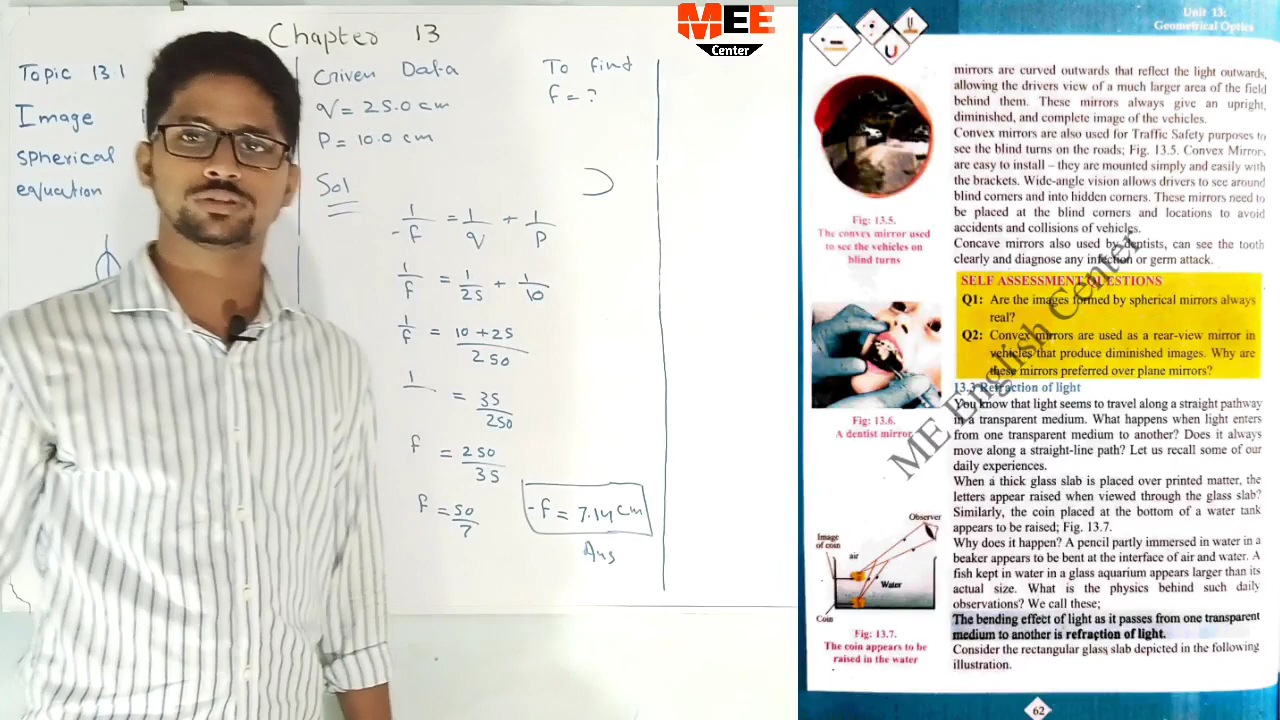 Chapter 13
Topic 13.1
Image
spherical
equation
Given Data
q = 25.0 cm
P = 10.0 cm
To find
f = ?
Sol
1/-f = 1/q + 1/p
1/f = 1/25 + 1/10
1/f = 10 + 25/250
1 = 35/250
f = 250/35
f = 50/7
-f = 7.14 cm
Ans
MEE
Center
Unit 13:
Geometrical Optics
mirrors are curved outwards that reflect the light outwards,
allowing the drivers view of a much larger area of the field
behind them. These mirrors always give an upright,
diminished, and complete image of the vehicles.
Convex mirrors are also used for Traffic Safety purposes to
see the blind turns on the roads; Fig. 13.5. Convex Mirrors
are easy to install – they are mounted simply and easily with
the brackets. Wide-angle vision allows drivers to see around
blind corners and into hidden corners. These mirrors need to
be placed at the blind corners and locations to avoid
accidents and collisions of vehicles.
Concave mirrors also used by dentists, can see the tooth
clearly and diagnose any infection or germ attack.
Fig: 13.5.
The convex mirror used
to see the vehicles on
blind turns
SELF ASSESSMENT QUESTIONS
Q1: Are the images formed by spherical mirrors always
real?
Q2: Convex mirrors are used as a rear-view mirror in
vehicles that produce diminished images. Why are
these mirrors preferred over plane mirrors?
Fig: 13.6.
A dentist mirror
13.3 Refraction of light
You know that light seems to travel along a straight pathway
in a transparent medium. What happens when light enters
from one transparent medium to another? Does it always
move along a straight-line path? Let us recall some of our
daily experiences.
When a thick glass slab is placed over printed matter, the
letters appear raised when viewed through the glass slab?
Similarly, the coin placed at the bottom of a water tank
appears to be raised; Fig. 13.7.
Why does it happen? A pencil partly immersed in water in a
beaker appears to be bent at the interface of air and water. A
fish kept in water in a glass aquarium appears larger than its
actual size. What is the physics behind such daily
observations? We call these;
The bending effect of light as it passes from one transparent
medium to another is refraction of light.
Consider the rectangular glass slab depicted in the following
illustration.
Observer
Image
of coin
air
Water
Coin
Fig: 13.7.
The coin appears to be
raised in the water
ME English Center
62